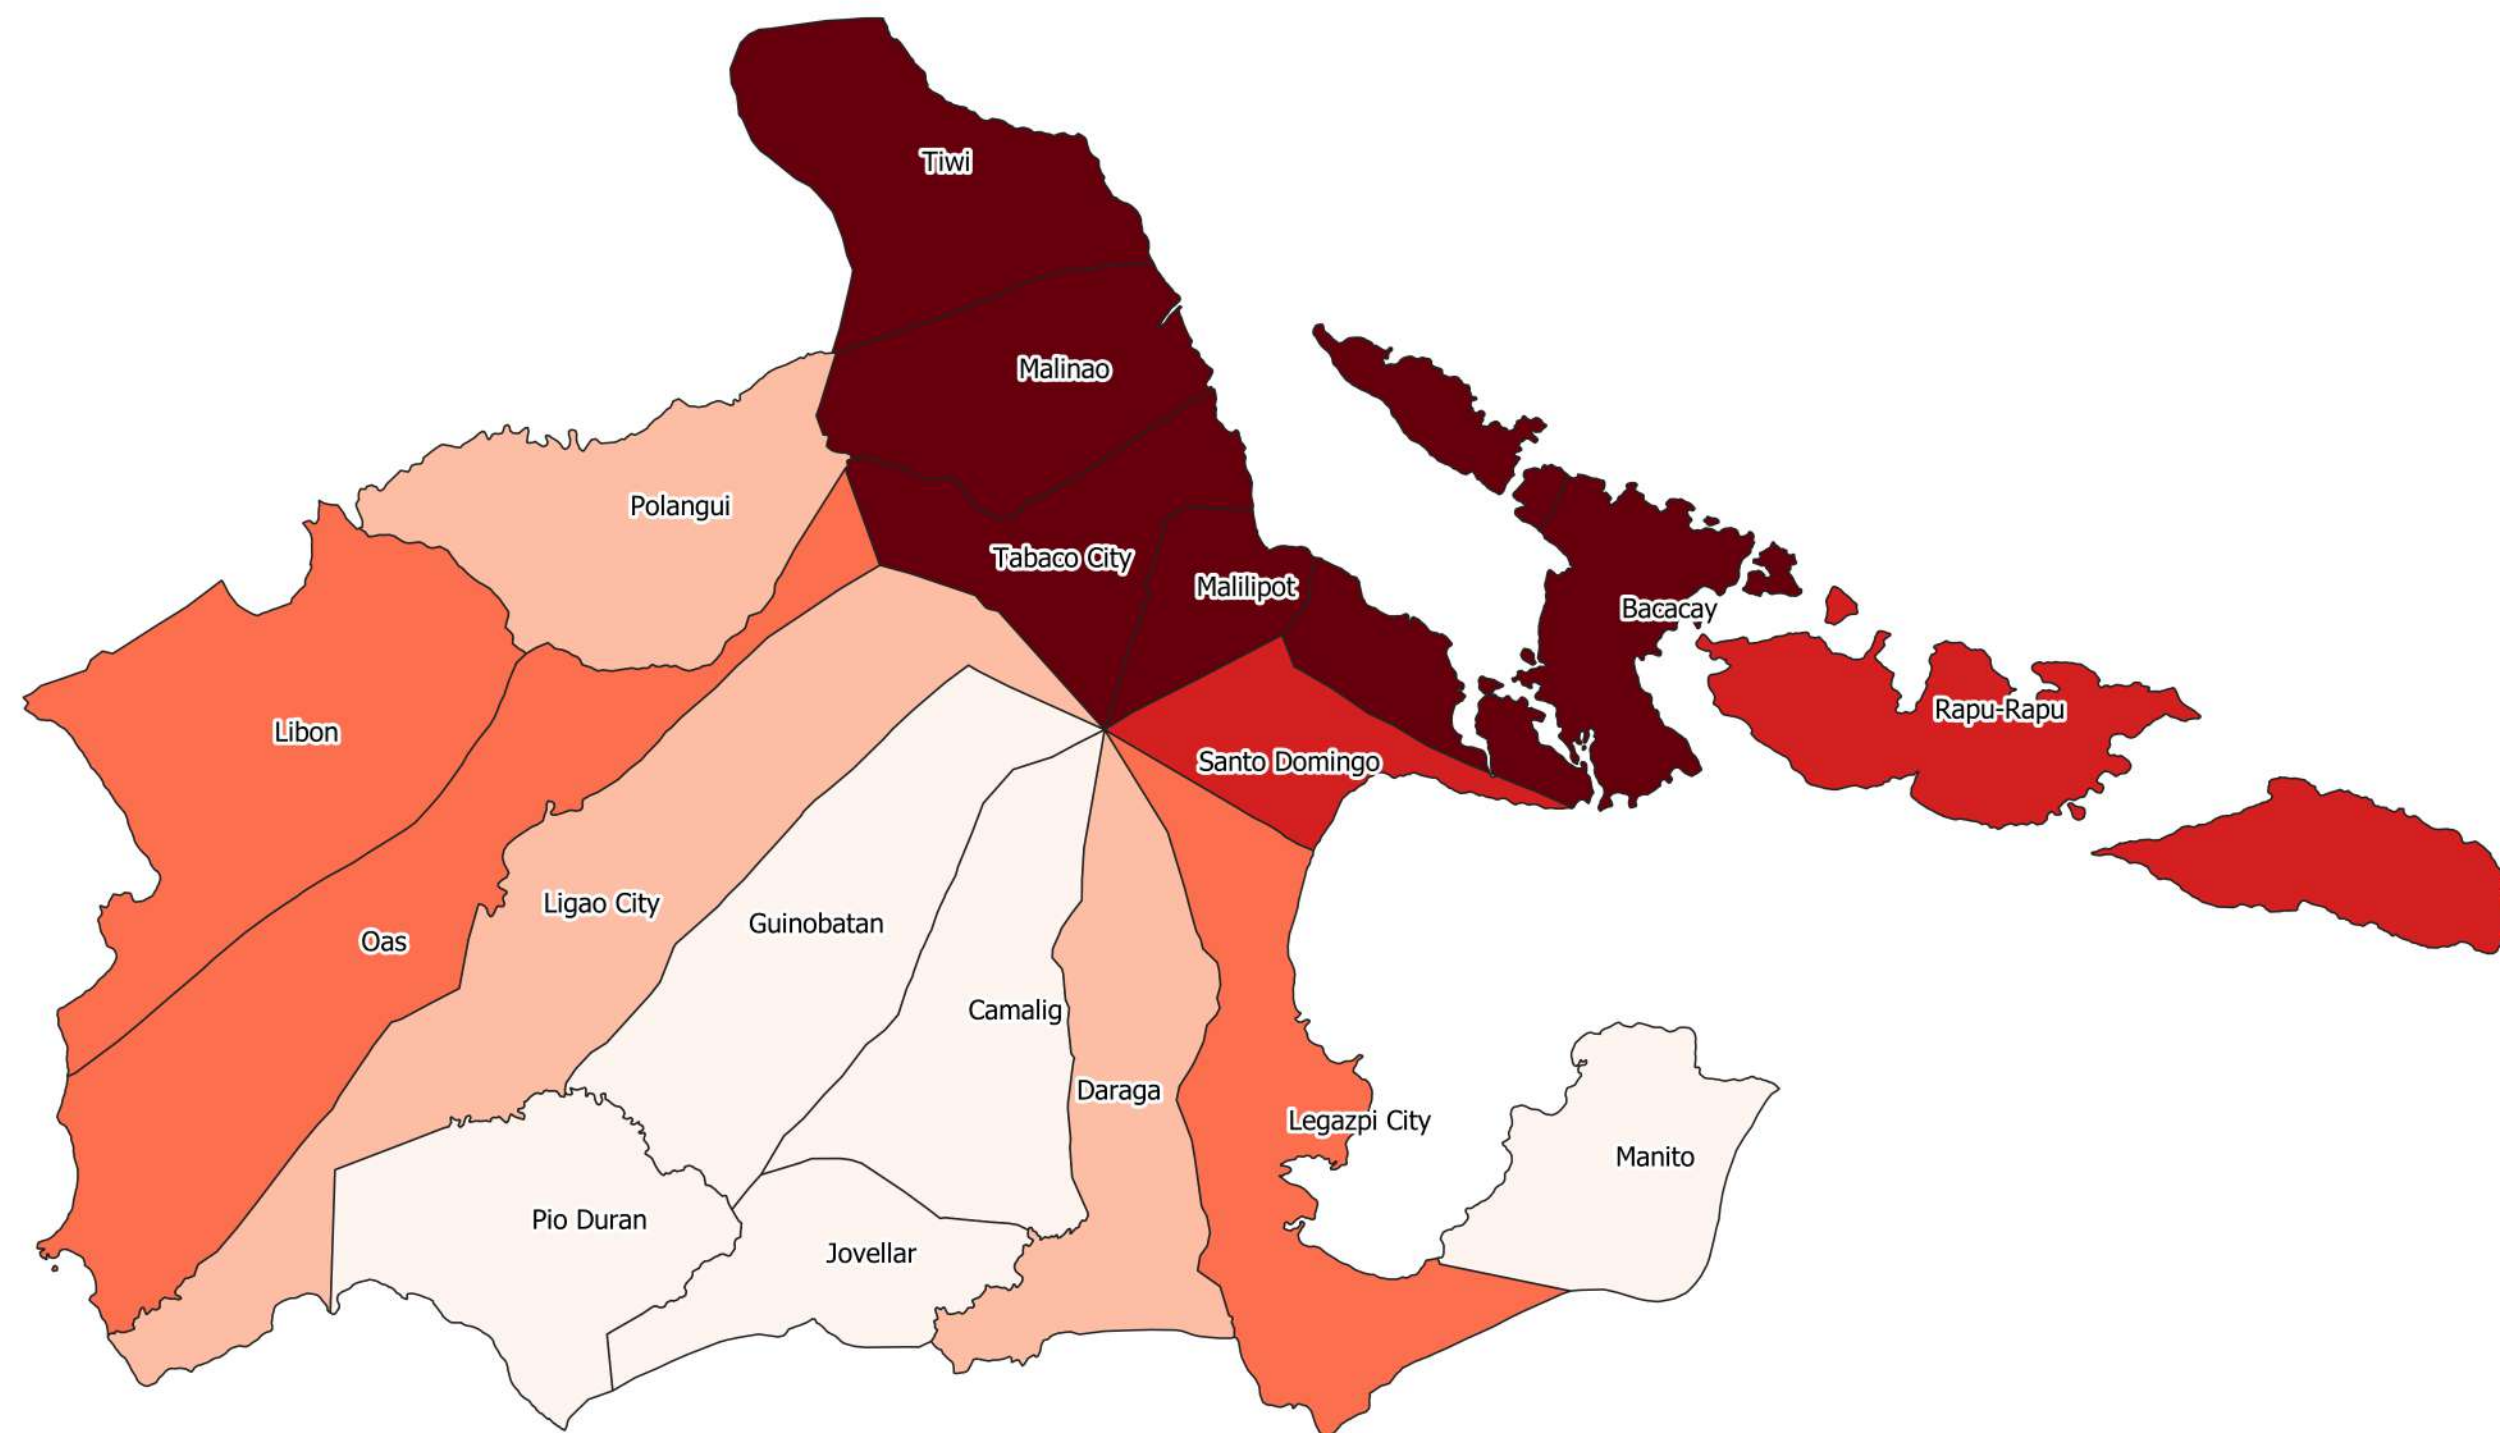 Tiwi
Malinao
Polangui
Tabaco City
Malilipot
Bacacay
Rapu-Rapu
Libon
Santo Domingo
Ligao City
Guinobatan
Oas
Camalig
Daraga
Legazpi City
Manito
Pio Duran
Jovellar